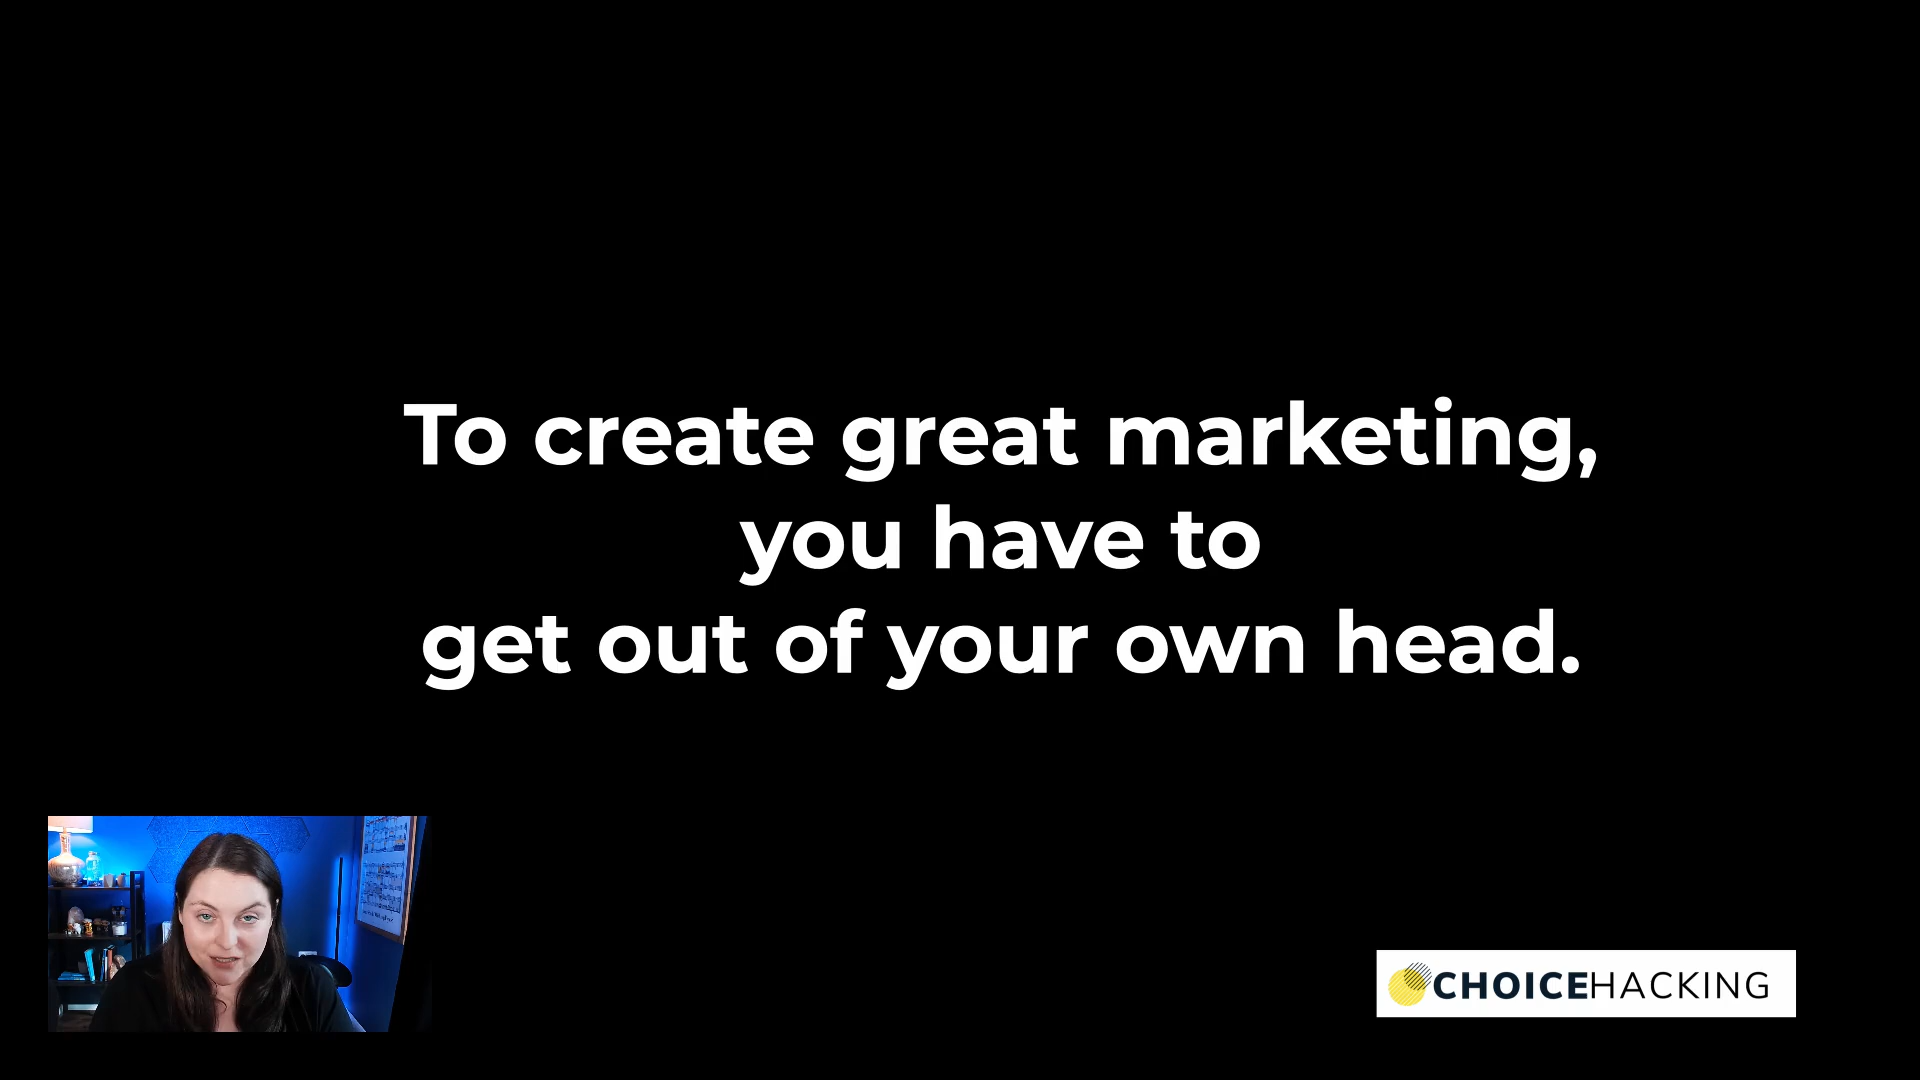 To create great marketing,
you have to
get out of your own head.
CHOICEHACKING